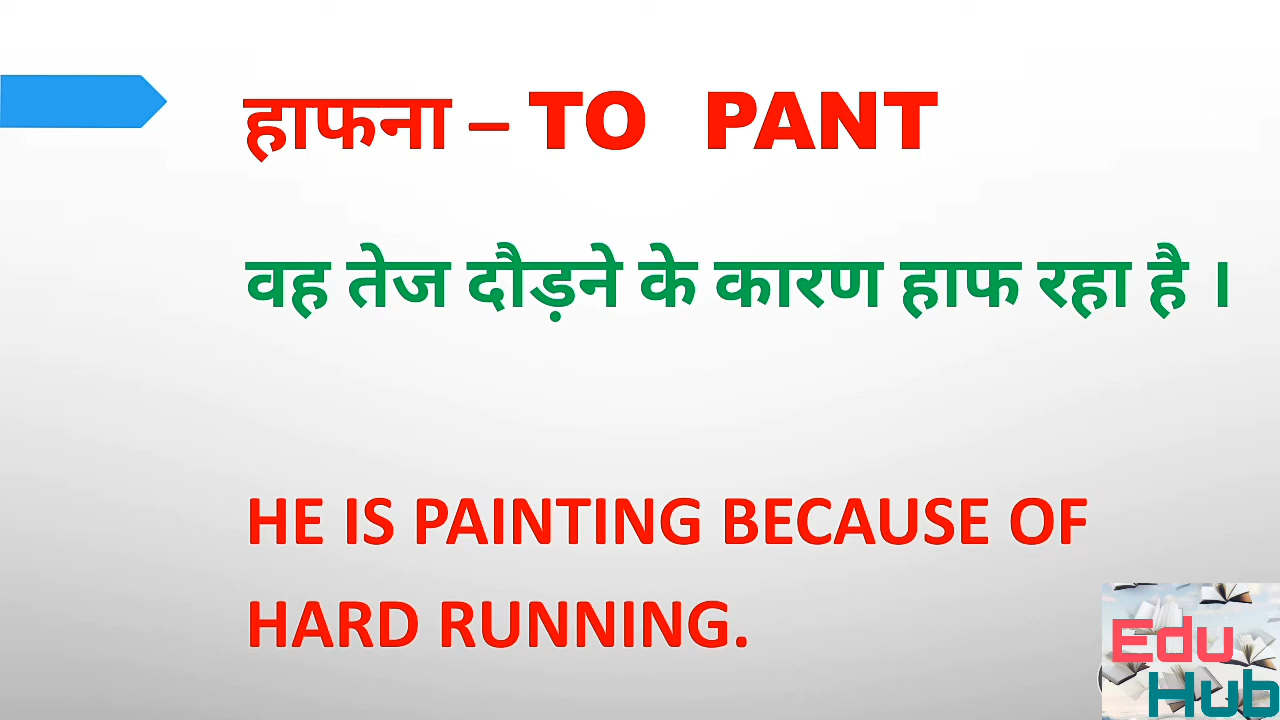 हाफना – TO PANT
वह तेज दौड़ने के कारण हाफ रहा है ।
HE IS PAINTING BECAUSE OF
HARD RUNNING.
Edu
Hub